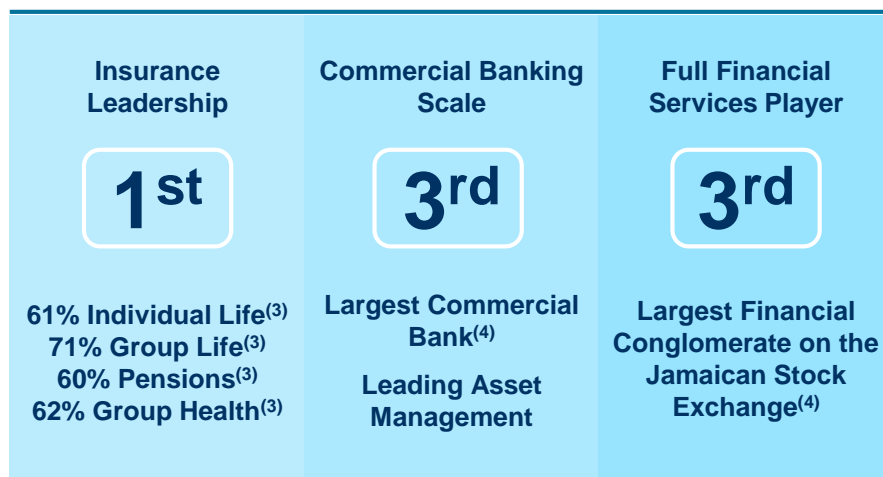 Insurance
Leadership
1st
61% Individual Life(3)
71% Group Life(3)
60% Pensions(3)
62% Group Health(3)
Commercial Banking
Scale
3rd
Largest Commercial
Bank(4)
Leading Asset
Management
Full Financial
Services Player
3rd
Largest Financial
Conglomerate on the
Jamaican Stock
Exchange(4)